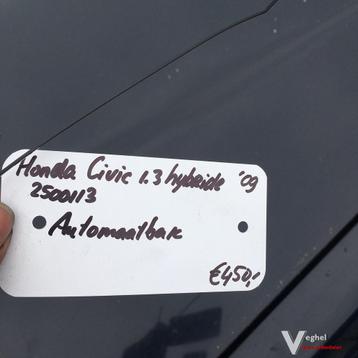 Honda Civic 1.3 hybride '09
2500113
Automaatbak
€450,-
Veghel